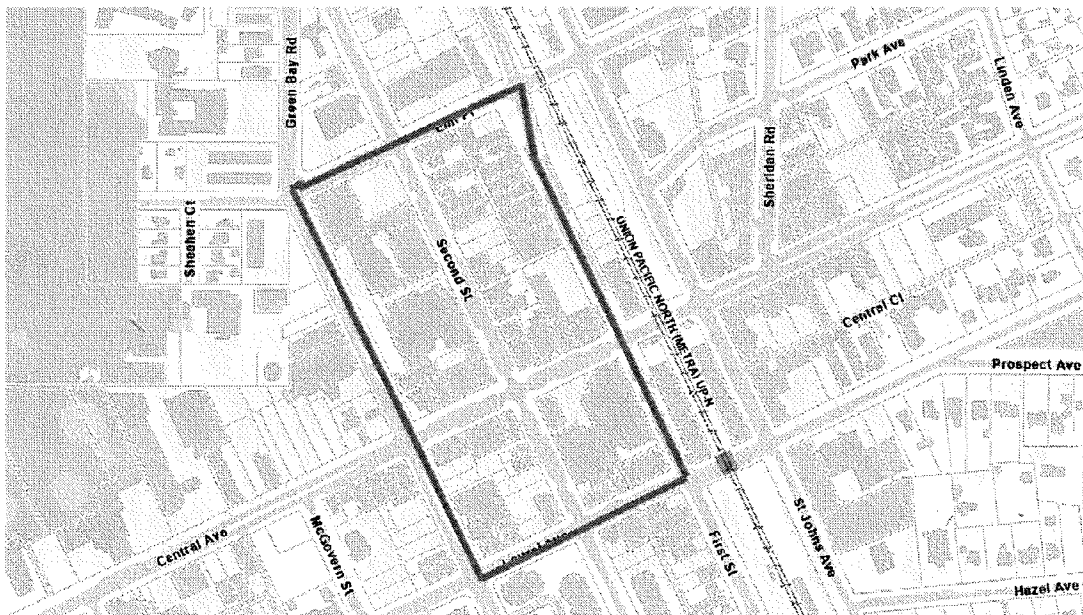 Green Bay Rd
Park Ave
Linden Ave
Sheridan Rd
Sheahen Ct
Second St
UNION PACIFIC NORTH (METRA) UP-N
Central Ct
Prospect Ave
Central Ave
McGovern St
First St
St Johns Ave
Hazel Ave